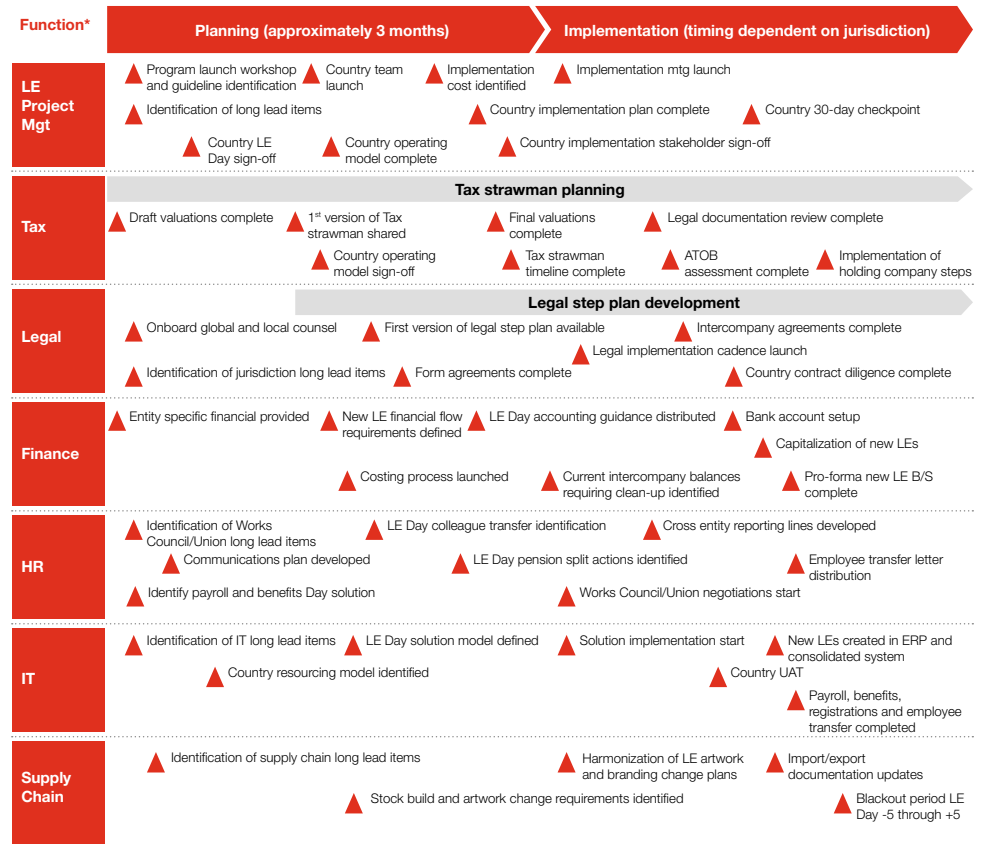 Function*
Planning (approximately 3 months)
Implementation (timing dependent on jurisdiction)
LE
Project
Mgt
Program launch workshop
and guideline identification
Country team
launch
Implementation
cost identified
Implementation mtg launch
Identification of long lead items
Country implementation plan complete
Country 30-day checkpoint
Country LE
Day sign-off
Country operating
model complete
Country implementation stakeholder sign-off
Tax
Tax strawman planning
Draft valuations complete
1st version of Tax
strawman shared
Final valuations
complete
Legal documentation review complete
Country operating
model sign-off
Tax strawman
timeline complete
ATOB
assessment complete
Implementation of
holding company steps
Legal
Legal step plan development
Onboard global and local counsel
First version of legal step plan available
Intercompany agreements complete
Legal implementation cadence launch
Identification of jurisdiction long lead items
Form agreements complete
Country contract diligence complete
Finance
Entity specific financial provided
New LE financial flow
requirements defined
LE Day accounting guidance distributed
Bank account setup
Capitalization of new LEs
Costing process launched
Current intercompany balances
requiring clean-up identified
Pro-forma new LE B/S
complete
HR
Identification of Works
Council/Union long lead items
LE Day colleague transfer identification
Cross entity reporting lines developed
Communications plan developed
LE Day pension split actions identified
Employee transfer letter
distribution
Identify payroll and benefits Day solution
Works Council/Union negotiations start
IT
Identification of IT long lead items
LE Day solution model defined
Solution implementation start
New LEs created in ERP and
consolidated system
Country resourcing model identified
Country UAT
Payroll, benefits,
registrations and employee
transfer completed
Supply
Chain
Identification of supply chain long lead items
Harmonization of LE artwork
and branding change plans
Import/export
documentation updates
Stock build and artwork change requirements identified
Blackout period LE
Day -5 through +5